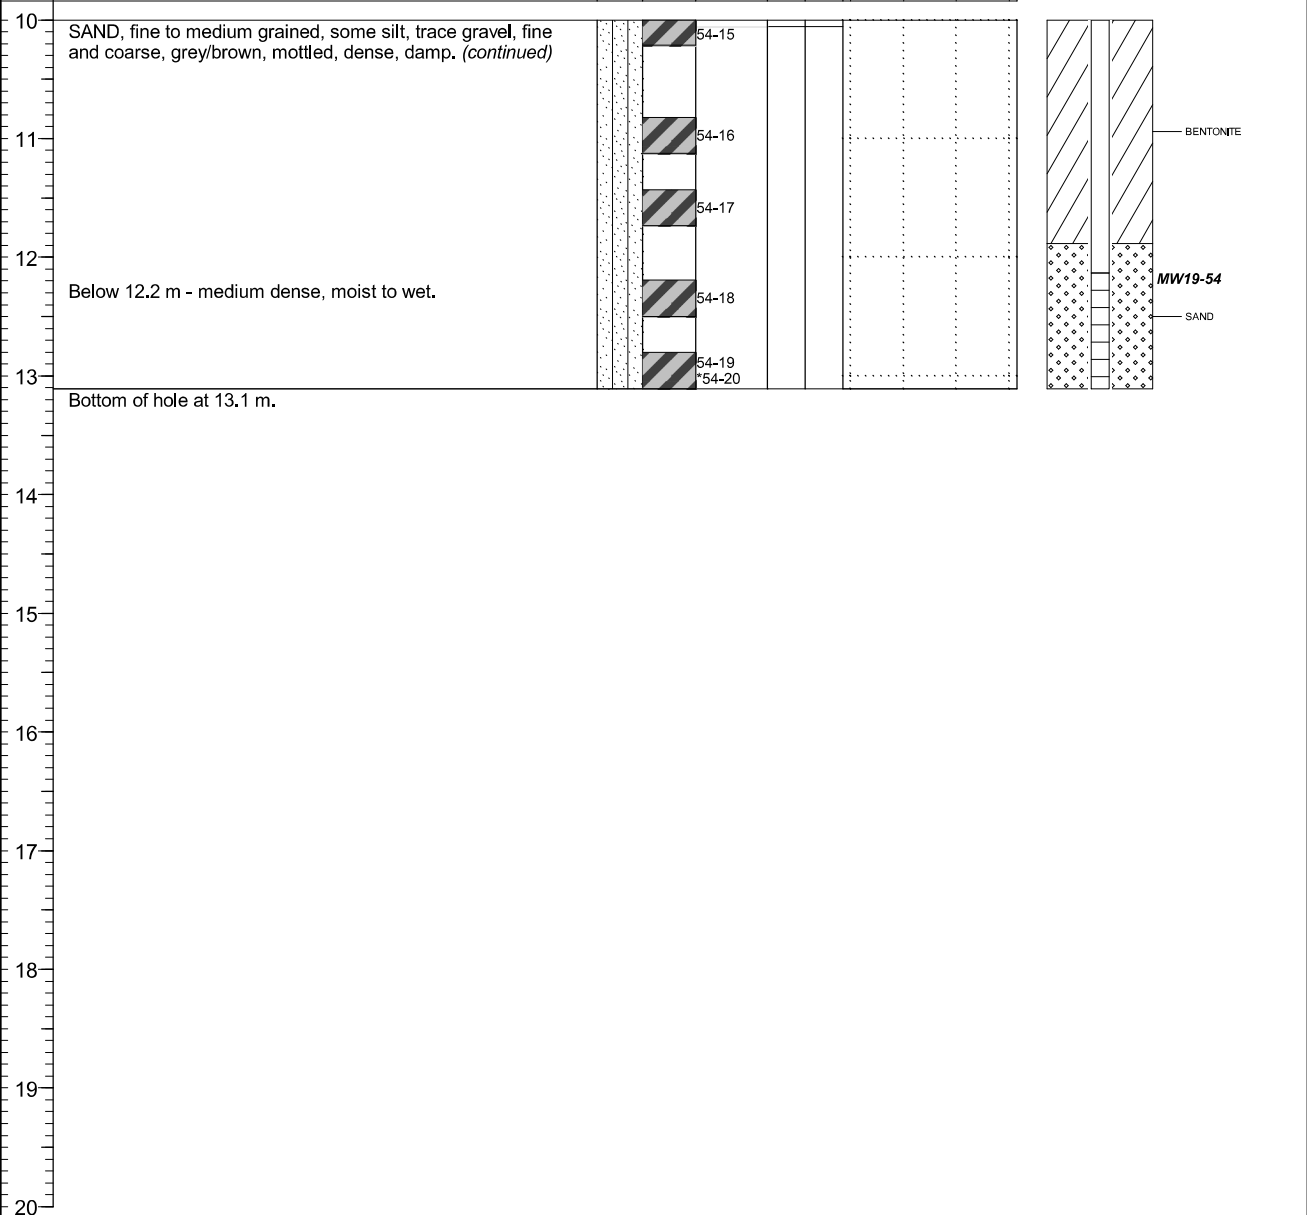 10
SAND, fine to medium grained, some silt, trace gravel, fine
and coarse, grey/brown, mottled, dense, damp. (continued)
54-15
11
54-16
BENTONITE
54-17
12
Below 12.2 m - medium dense, moist to wet.
54-18
MW19-54
SAND
13
54-19
*54-20
Bottom of hole at 13.1 m.
14
15
16
17
18
19
20